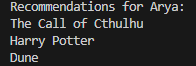 Recommendations for Arya:
The Call of Cthulhu
Harry Potter
Dune